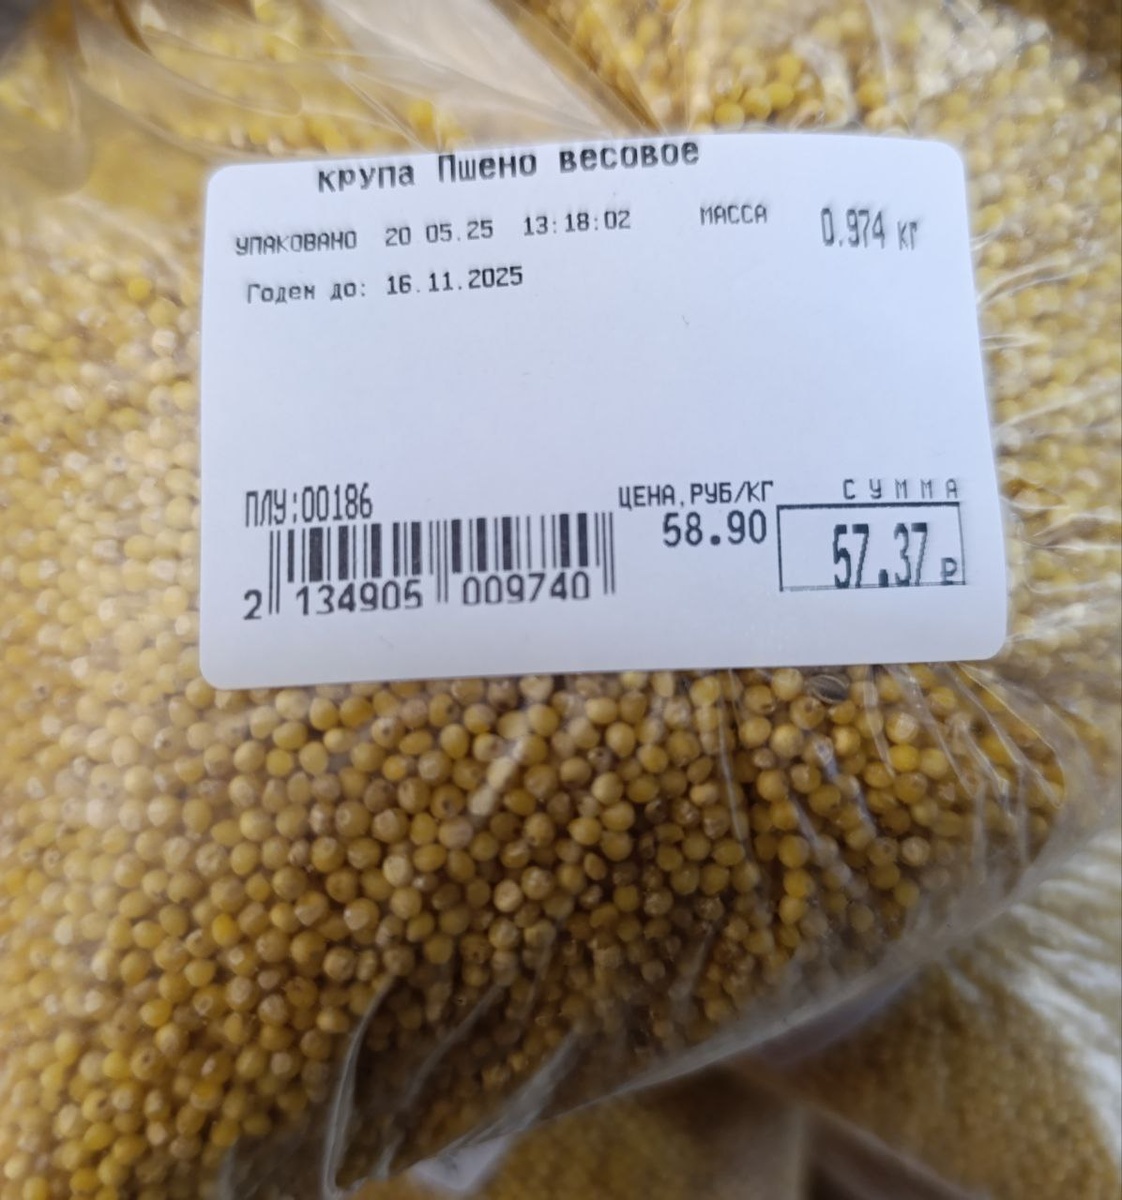 крупа Пшено весовое
УПАКОВАНО 20 05.25 13:18:02 МАССА 0.974 кг
Годен до: 16.11.2025
ПЛУ:00186
ЦЕНА,РУБ/КГ СУММА
58.90 57.37 ₽
2 134905 009740